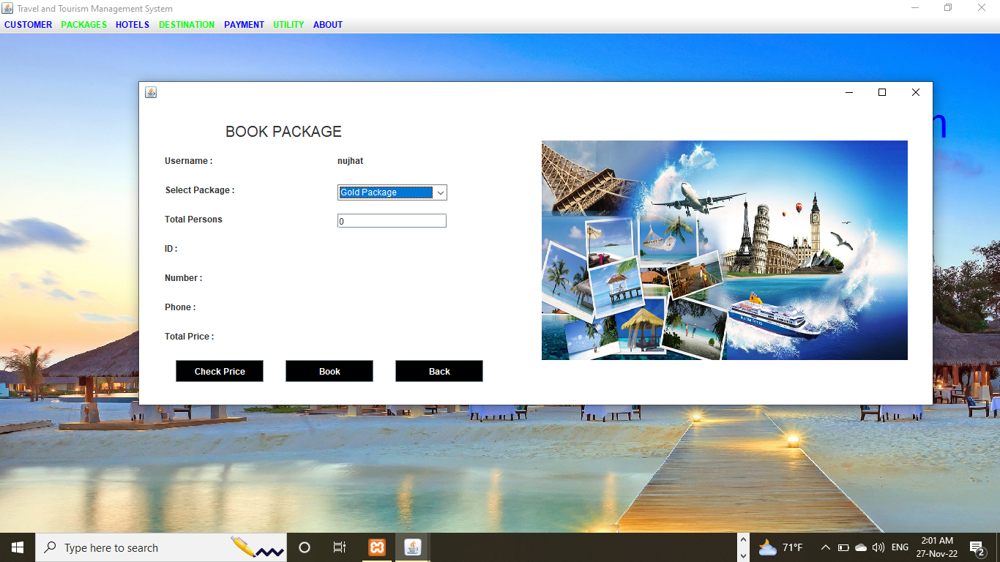 Travel and Tourism Management System
CUSTOMER PACKAGES HOTELS DESTINATION PAYMENT UTILITY ABOUT
BOOK PACKAGE
Username : nujhat
Select Package : Gold Package
Total Persons 0
ID :
Number :
Phone :
Total Price :
Check Price Book Back
Type here to search
71°F
ENG
2:01 AM
27-Nov-22
2